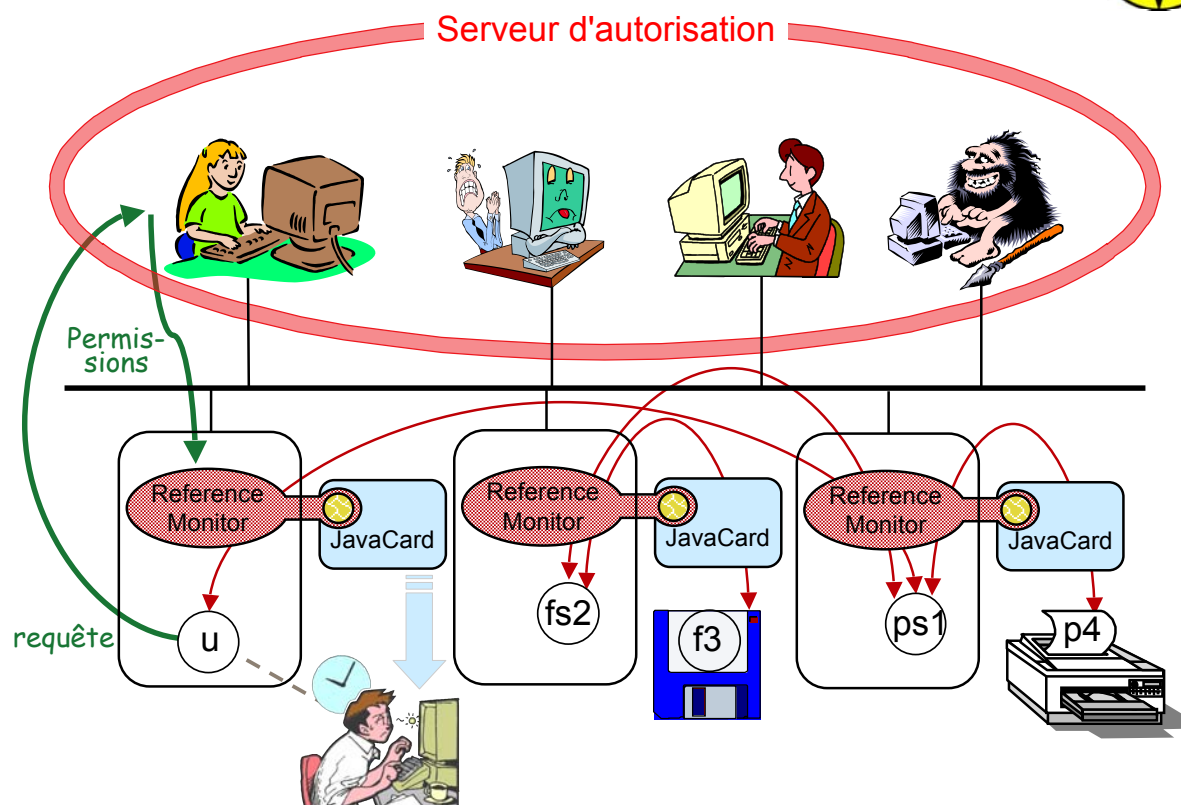 Serveur d'autorisation
Permis-
sions
Reference
Monitor
JavaCard
Reference
Monitor
JavaCard
Reference
Monitor
JavaCard
requête
u
fs2
f3
ps1
p4